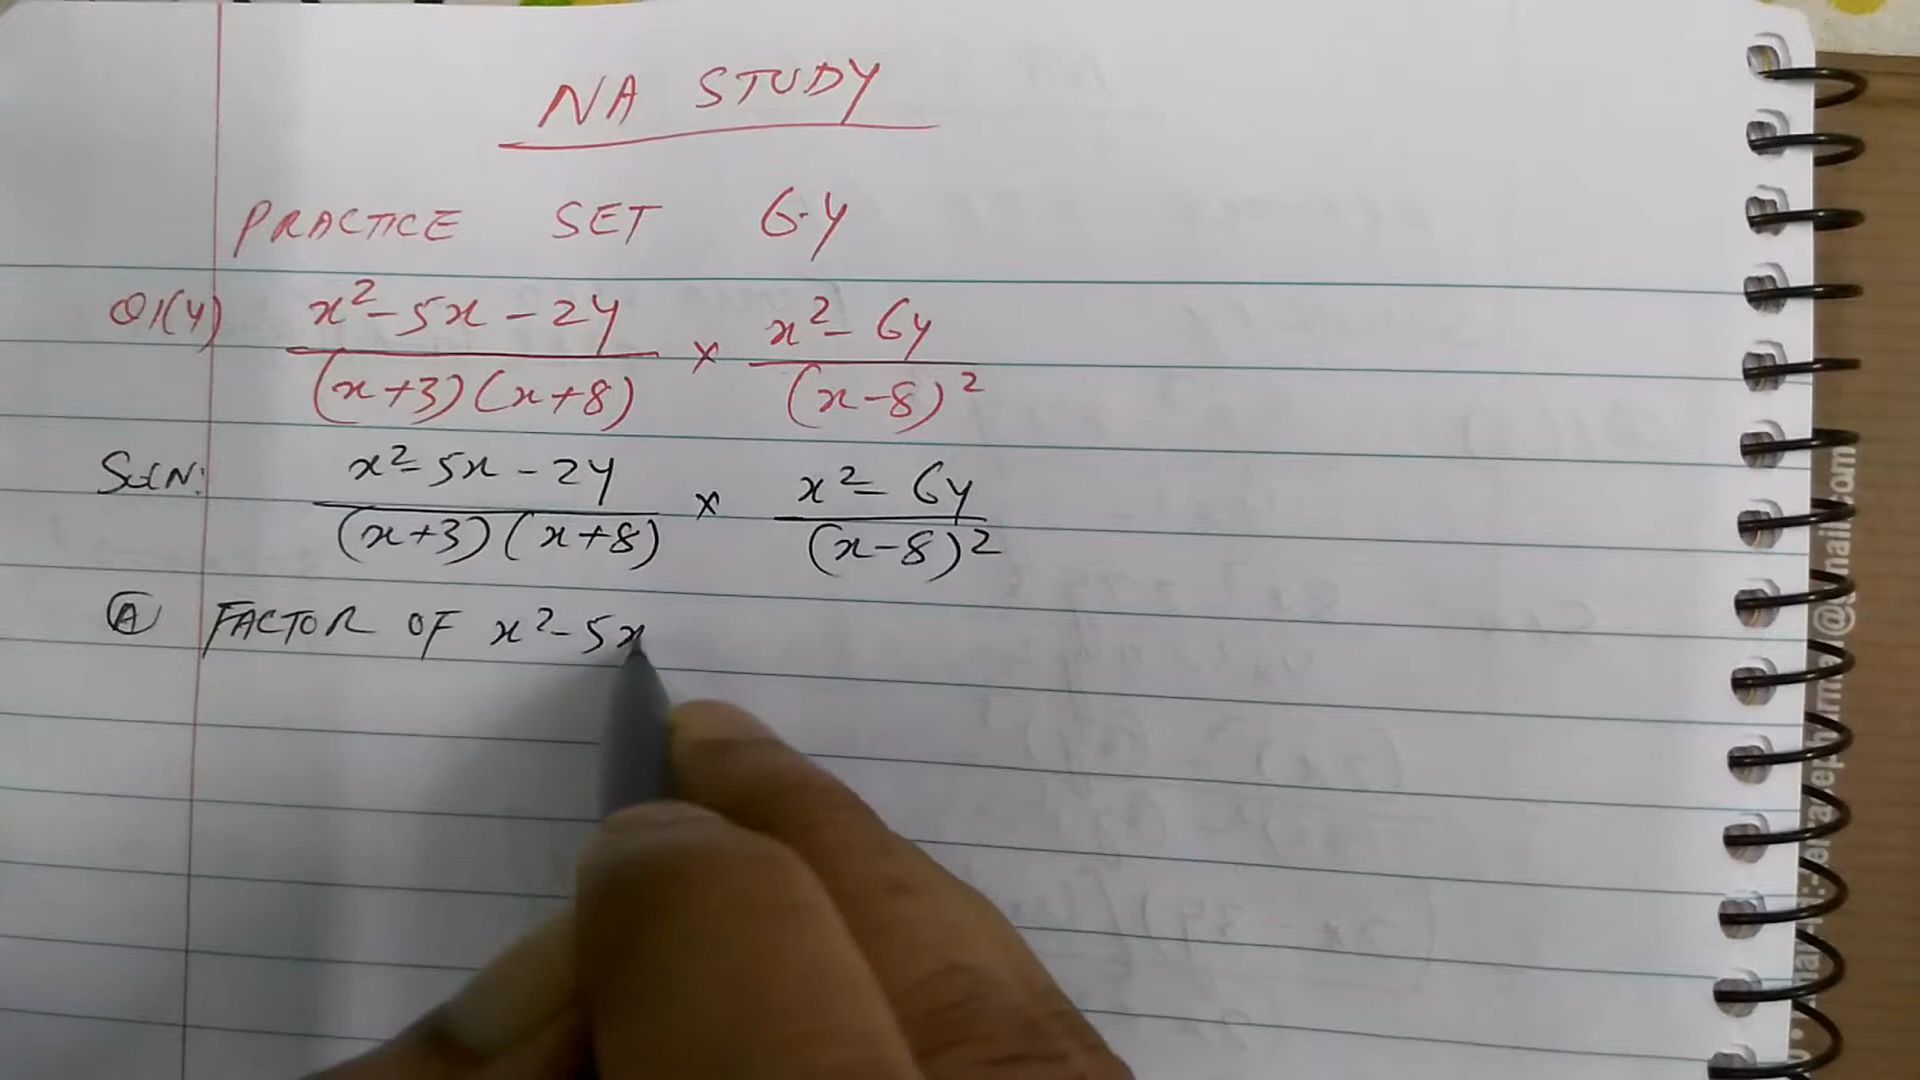 NA STUDY
PRACTICE SET 6.4
Q1(4) x²-5x-24 / (x+3)(x+8) × x²-64 / (x-8)²
SOLN: x²-5x-24 / (x+3)(x+8) × x²-64 / (x-8)²
Ⓐ FACTOR OF x²-5x